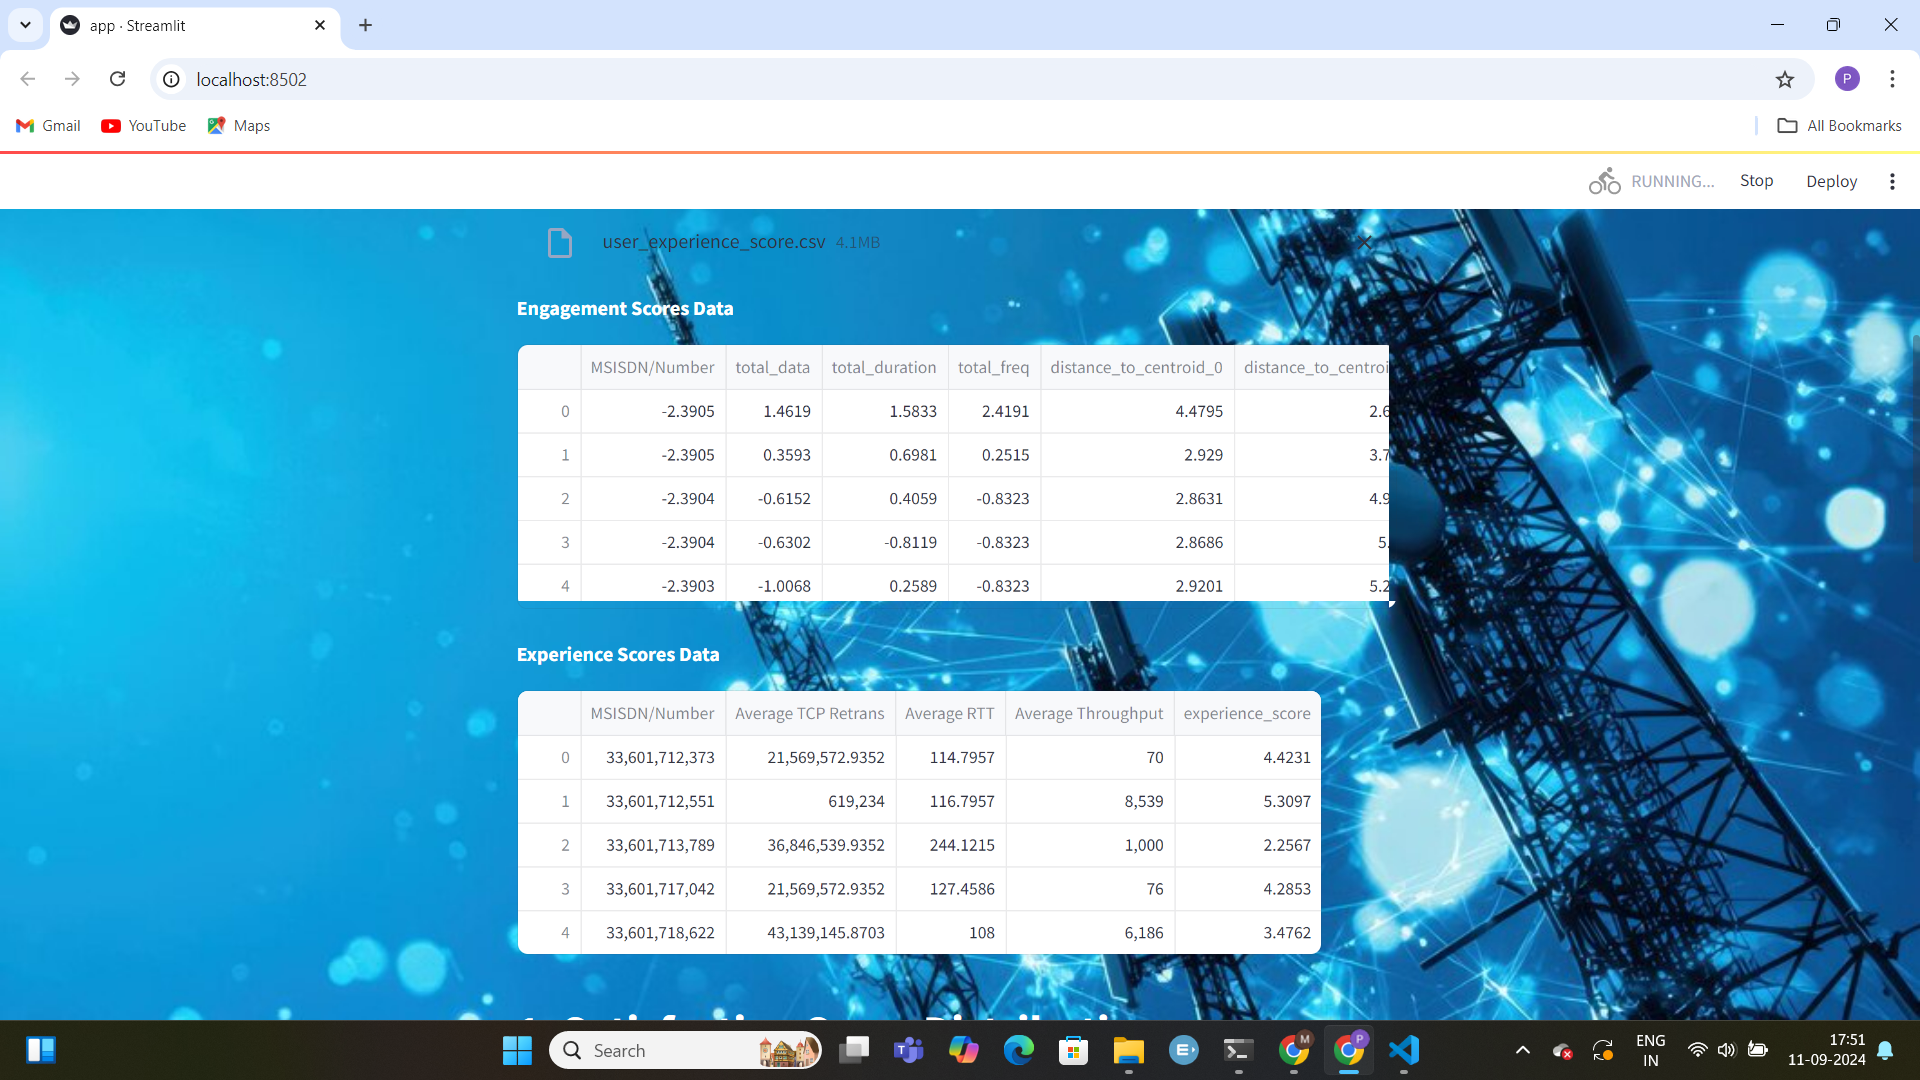 app · Streamlit
localhost:8502
P
Gmail YouTube Maps All Bookmarks
RUNNING... Stop Deploy
user_experience_score.csv 4.1MB
Engagement Scores Data
MSISDN/Number total_data total_duration total_freq distance_to_centroid_0 distance_to_centroi
0 -2.3905 1.4619 1.5833 2.4191 4.4795 2.6
1 -2.3905 0.3593 0.6981 0.2515 2.929 3.7
2 -2.3904 -0.6152 0.4059 -0.8323 2.8631 4.9
3 -2.3904 -0.6302 -0.8119 -0.8323 2.8686 5.
4 -2.3903 -1.0068 0.2589 -0.8323 2.9201 5.2
Experience Scores Data
MSISDN/Number Average TCP Retrans Average RTT Average Throughput experience_score
0 33,601,712,373 21,569,572.9352 114.7957 70 4.4231
1 33,601,712,551 619,234 116.7957 8,539 5.3097
2 33,601,713,789 36,846,539.9352 244.1215 1,000 2.2567
3 33,601,717,042 21,569,572.9352 127.4586 76 4.2853
4 33,601,718,622 43,139,145.8703 108 6,186 3.4762
Search
M P
ENG
IN
17:51
11-09-2024